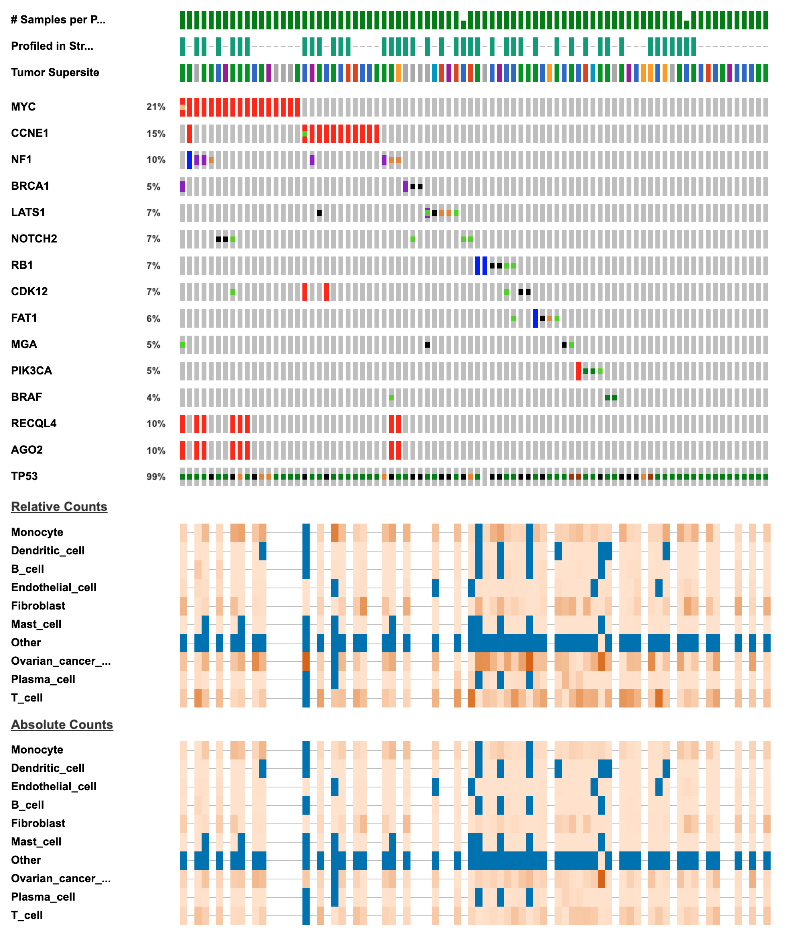 # Samples per P...
Profiled in Str...
Tumor Supersite
MYC 21%
CCNE1 15%
NF1 10%
BRCA1 5%
LATS1 7%
NOTCH2 7%
RB1 7%
CDK12 7%
FAT1 6%
MGA 5%
PIK3CA 5%
BRAF 4%
RECQL4 10%
AGO2 10%
TP53 99%
Relative Counts
Monocyte
Dendritic_cell
B_cell
Endothelial_cell
Fibroblast
Mast_cell
Other
Ovarian_cancer_...
Plasma_cell
T_cell
Absolute Counts
Monocyte
Dendritic_cell
Endothelial_cell
B_cell
Fibroblast
Mast_cell
Other
Ovarian_cancer_...
Plasma_cell
T_cell